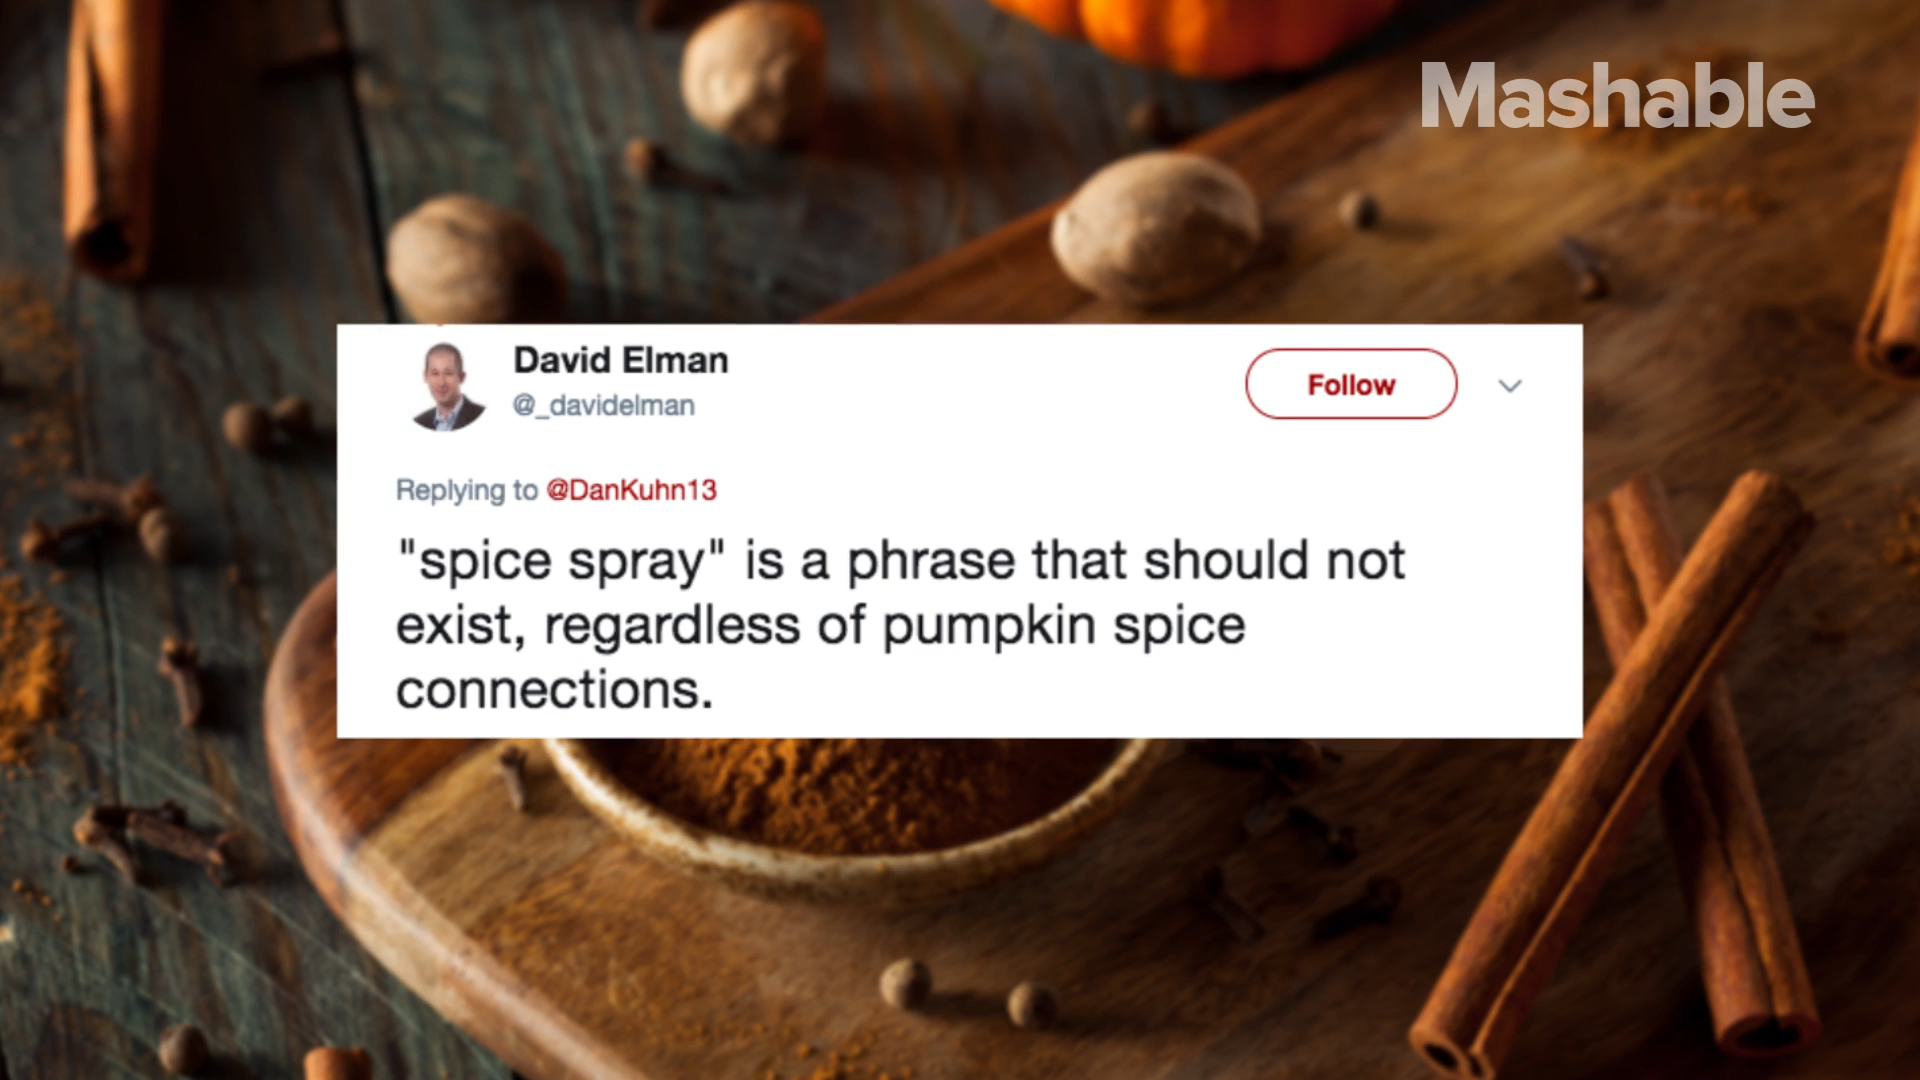 Mashable
David Elman
@_davidelman
Follow
Replying to @DanKuhn13
"spice spray" is a phrase that should not
exist, regardless of pumpkin spice
connections.